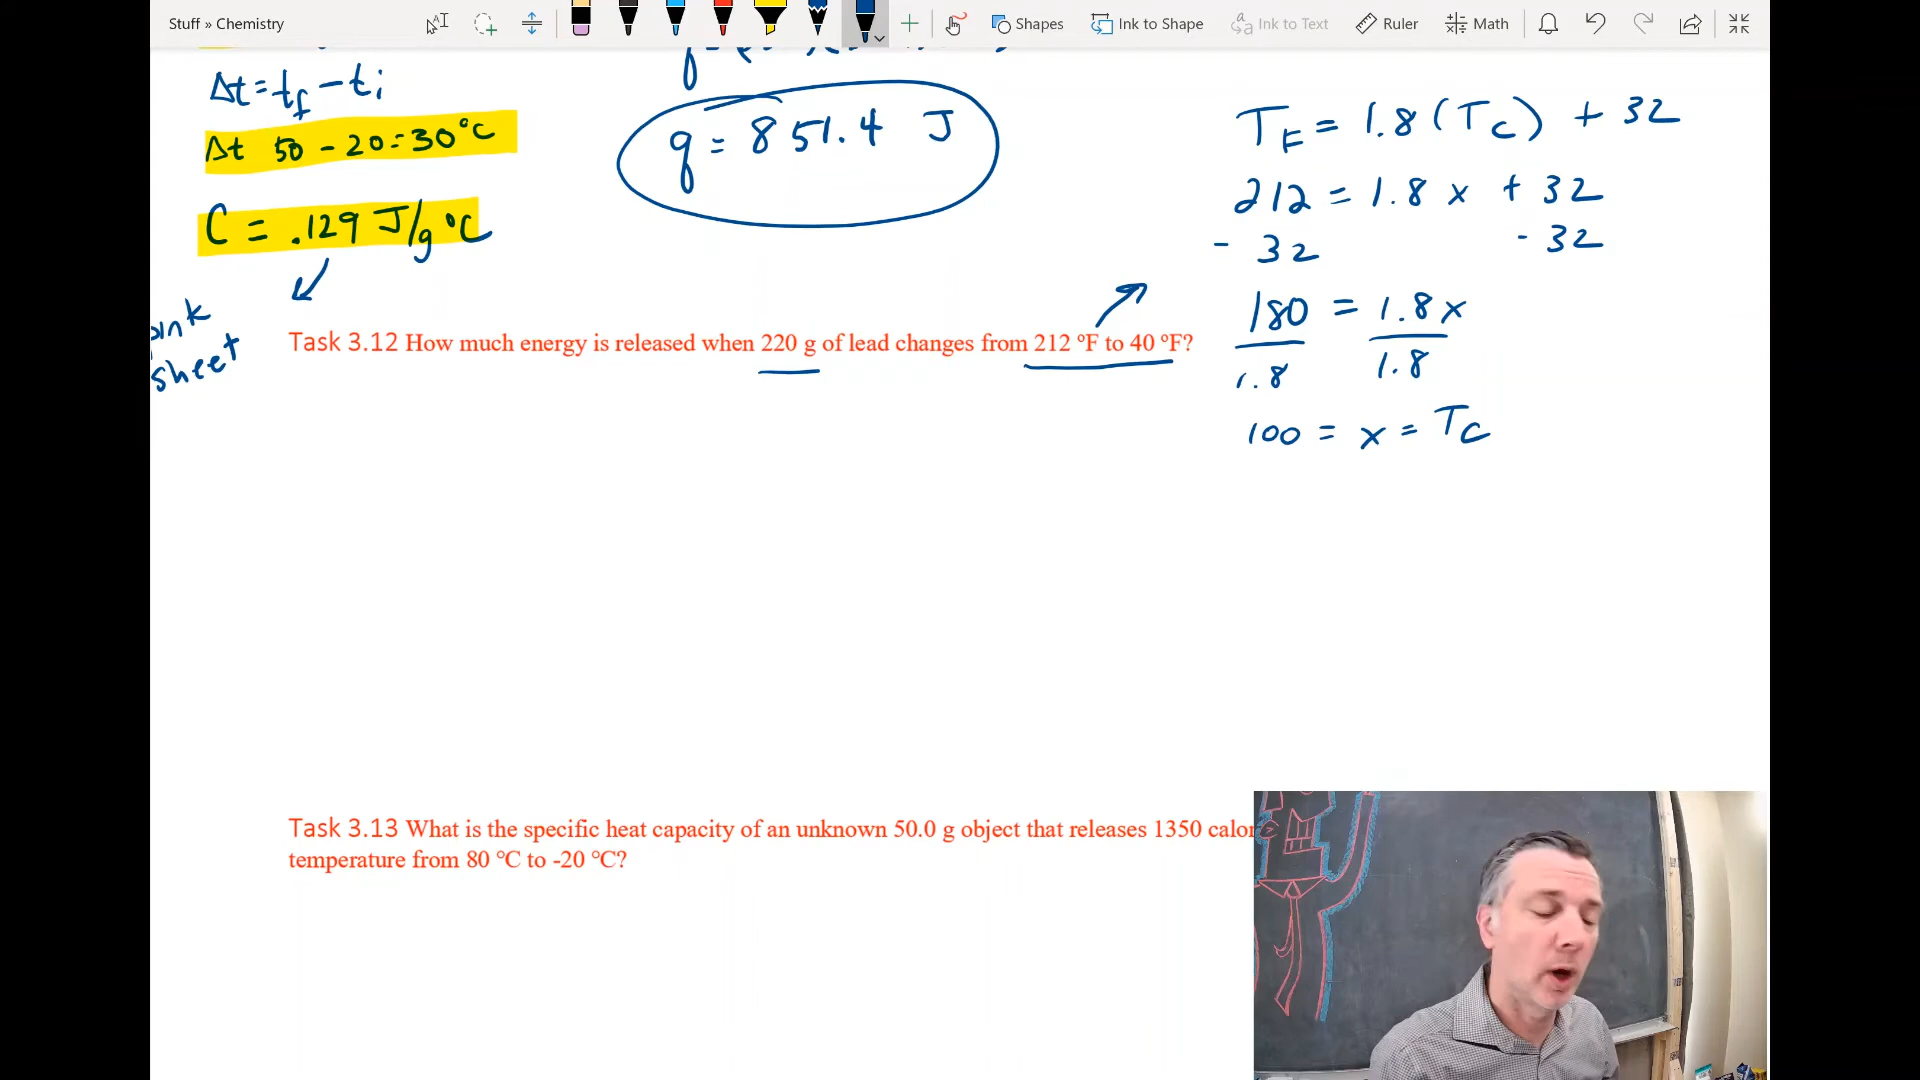 Stuff » Chemistry
Shapes
Ink to Shape
Ink to Text
Ruler
Math
Δt = tf - ti
Δt 50 - 20 = 30°C
C = .129 J/g°C
sheet
q = 851.4 J
TF = 1.8 (TC) + 32
212 = 1.8 x + 32
- 32 - 32
180 = 1.8x
1.8 1.8
100 = x = TC
Task 3.12 How much energy is released when 220 g of lead changes from 212 °F to 40 °F?
Task 3.13 What is the specific heat capacity of an unknown 50.0 g object that releases 1350
temperature from 80 °C to -20 °C?